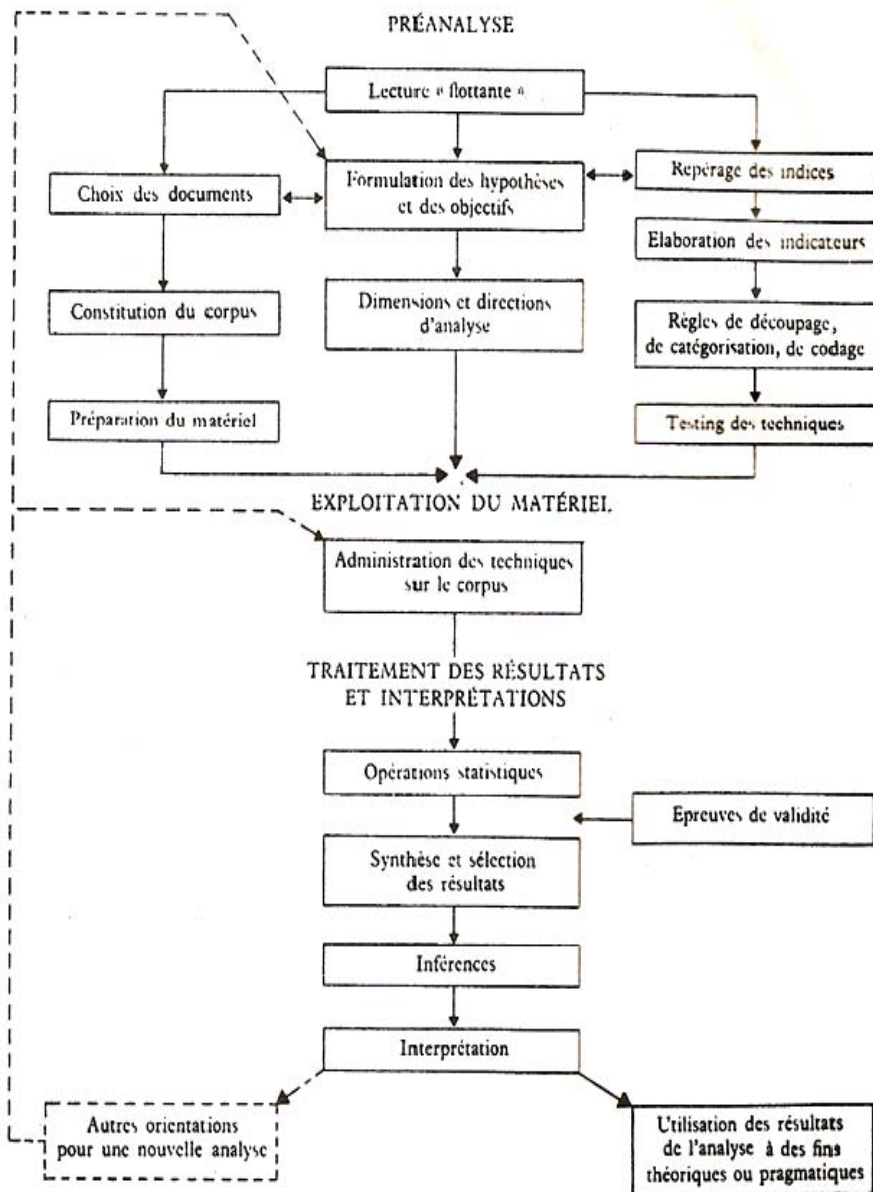 PRÉANALYSE
Lecture « flottante »
Choix des documents
Formulation des hypothèses
et des objectifs
Repérage des indices
Elaboration des indicateurs
Constitution du corpus
Dimensions et directions
d'analyse
Règles de découpage,
de catégorisation, de codage
Préparation du matériel
Testing des techniques
EXPLOITATION DU MATÉRIEL
Administration des techniques
sur le corpus
TRAITEMENT DES RÉSULTATS
ET INTERPRÉTATIONS
Opérations statistiques
Epreuves de validité
Synthèse et sélection
des résultats
Inférences
Interprétation
Autres orientations
pour une nouvelle analyse
Utilisation des résultats
de l'analyse à des fins
théoriques ou pragmatiques